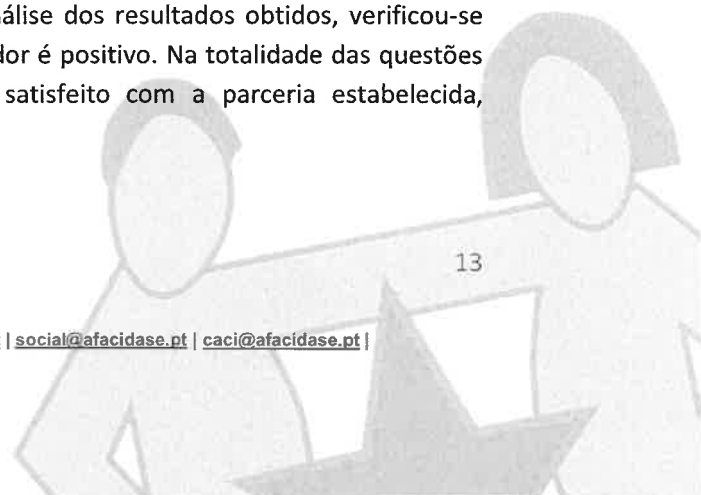 nálise dos resultados obtidos, verificou-se
dor é positivo. Na totalidade das questões
satisfeito com a parceria estabelecida,
13
| social@afacidase.pt | caci@afacidase.pt |